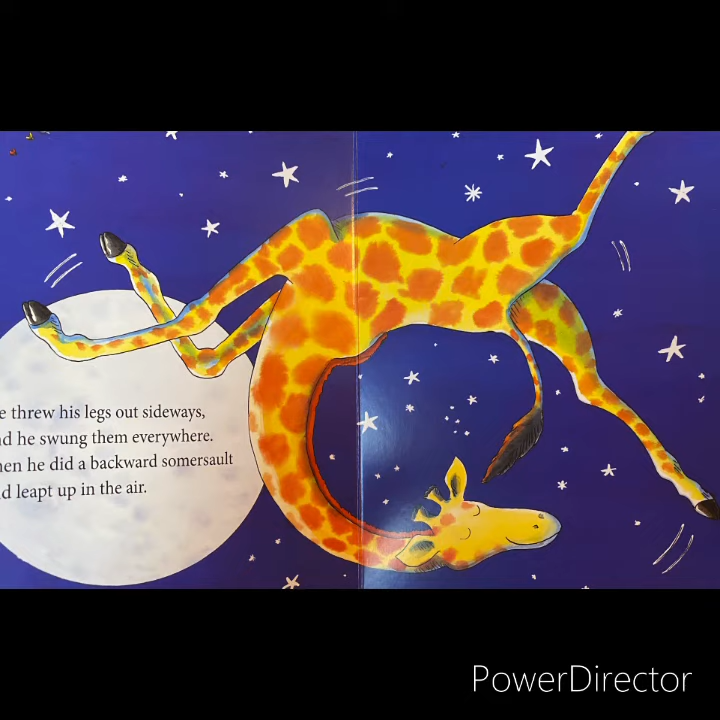 e threw his legs out sideways,
nd he swung them everywhere.
hen he did a backward somersault
d leapt up in the air.
PowerDirector